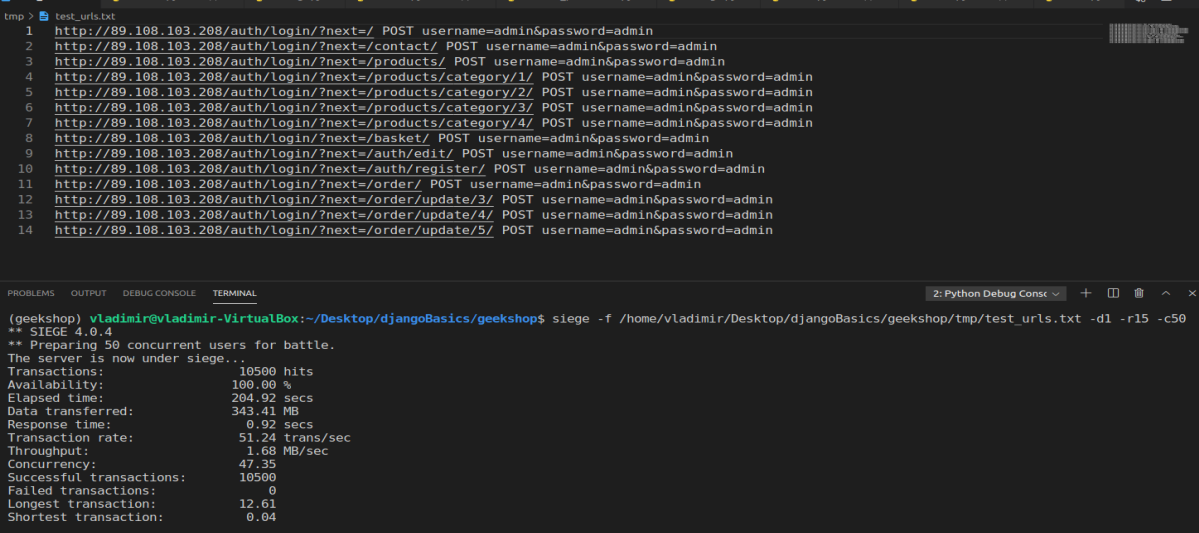 tmp > test_urls.txt
1 http://89.108.103.208/auth/login/?next=/ POST username=admin&password=admin
2 http://89.108.103.208/auth/login/?next=/contact/ POST username=admin&password=admin
3 http://89.108.103.208/auth/login/?next=/products/ POST username=admin&password=admin
4 http://89.108.103.208/auth/login/?next=/products/category/1/ POST username=admin&password=admin
5 http://89.108.103.208/auth/login/?next=/products/category/2/ POST username=admin&password=admin
6 http://89.108.103.208/auth/login/?next=/products/category/3/ POST username=admin&password=admin
7 http://89.108.103.208/auth/login/?next=/products/category/4/ POST username=admin&password=admin
8 http://89.108.103.208/auth/login/?next=/basket/ POST username=admin&password=admin
9 http://89.108.103.208/auth/login/?next=/auth/edit/ POST username=admin&password=admin
10 http://89.108.103.208/auth/login/?next=/auth/register/ POST username=admin&password=admin
11 http://89.108.103.208/auth/login/?next=/order/ POST username=admin&password=admin
12 http://89.108.103.208/auth/login/?next=/order/update/3/ POST username=admin&password=admin
13 http://89.108.103.208/auth/login/?next=/order/update/4/ POST username=admin&password=admin
14 http://89.108.103.208/auth/login/?next=/order/update/5/ POST username=admin&password=admin
PROBLEMS OUTPUT DEBUG CONSOLE TERMINAL 2: Python Debug Consc
(geekshop) vladimir@vladimir-VirtualBox:~/Desktop/djangoBasics/geekshop$ siege -f /home/vladimir/Desktop/djangoBasics/geekshop/tmp/test_urls.txt -d1 -r15 -c50
** SIEGE 4.0.4
** Preparing 50 concurrent users for battle.
The server is now under siege...
Transactions: 10500 hits
Availability: 100.00 %
Elapsed time: 204.92 secs
Data transferred: 343.41 MB
Response time: 0.92 secs
Transaction rate: 51.24 trans/sec
Throughput: 1.68 MB/sec
Concurrency: 47.35
Successful transactions: 10500
Failed transactions: 0
Longest transaction: 12.61
Shortest transaction: 0.04